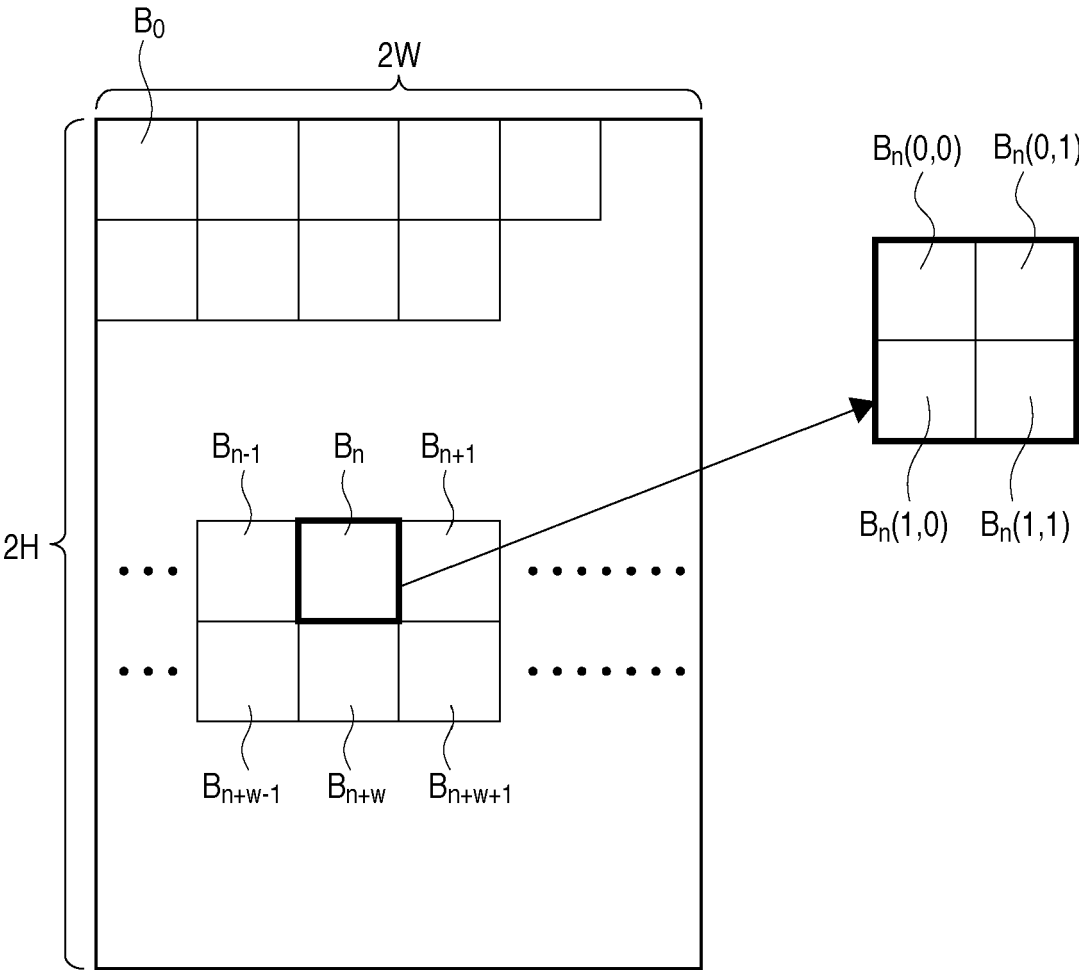 B0
2W
Bn(0,0) Bn(0,1)
Bn-1 Bn Bn+1
Bn(1,0) Bn(1,1)
2H
Bn+w-1 Bn+w Bn+w+1